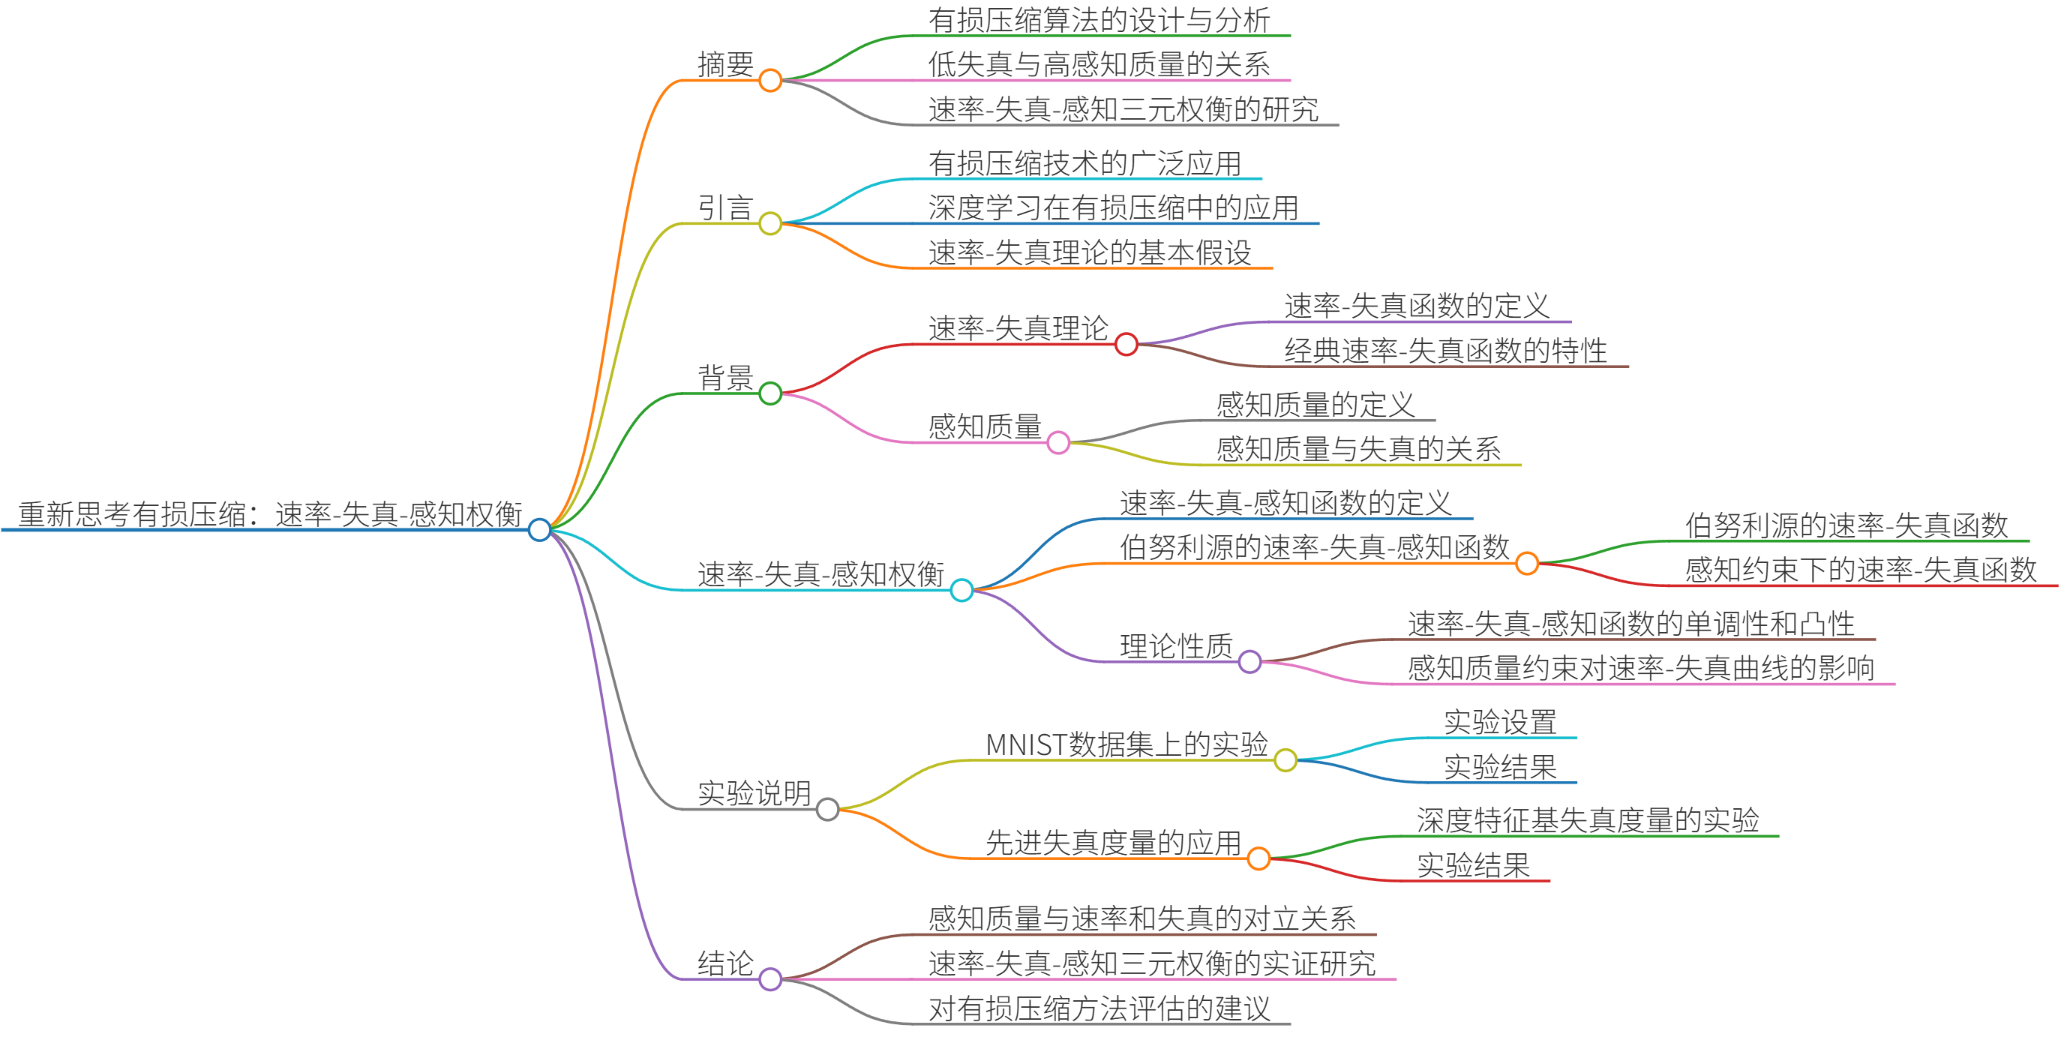 重新思考有损压缩：速率-失真-感知权衡
摘要
有损压缩算法的设计与分析
低失真与高感知质量的关系
速率-失真-感知三元权衡的研究
引言
有损压缩技术的广泛应用
深度学习在有损压缩中的应用
速率-失真理论的基本假设
背景
速率-失真理论
速率-失真函数的定义
经典速率-失真函数的特性
感知质量
感知质量的定义
感知质量与失真的关系
速率-失真-感知权衡
速率-失真-感知函数的定义
伯努利源的速率-失真-感知函数
伯努利源的速率-失真函数
感知约束下的速率-失真函数
理论性质
速率-失真-感知函数的单调性和凸性
感知质量约束对速率-失真曲线的影响
实验说明
MNIST数据集上的实验
实验设置
实验结果
先进失真度量的应用
深度特征基失真度量的实验
实验结果
结论
感知质量与速率和失真的对立关系
速率-失真-感知三元权衡的实证研究
对有损压缩方法评估的建议